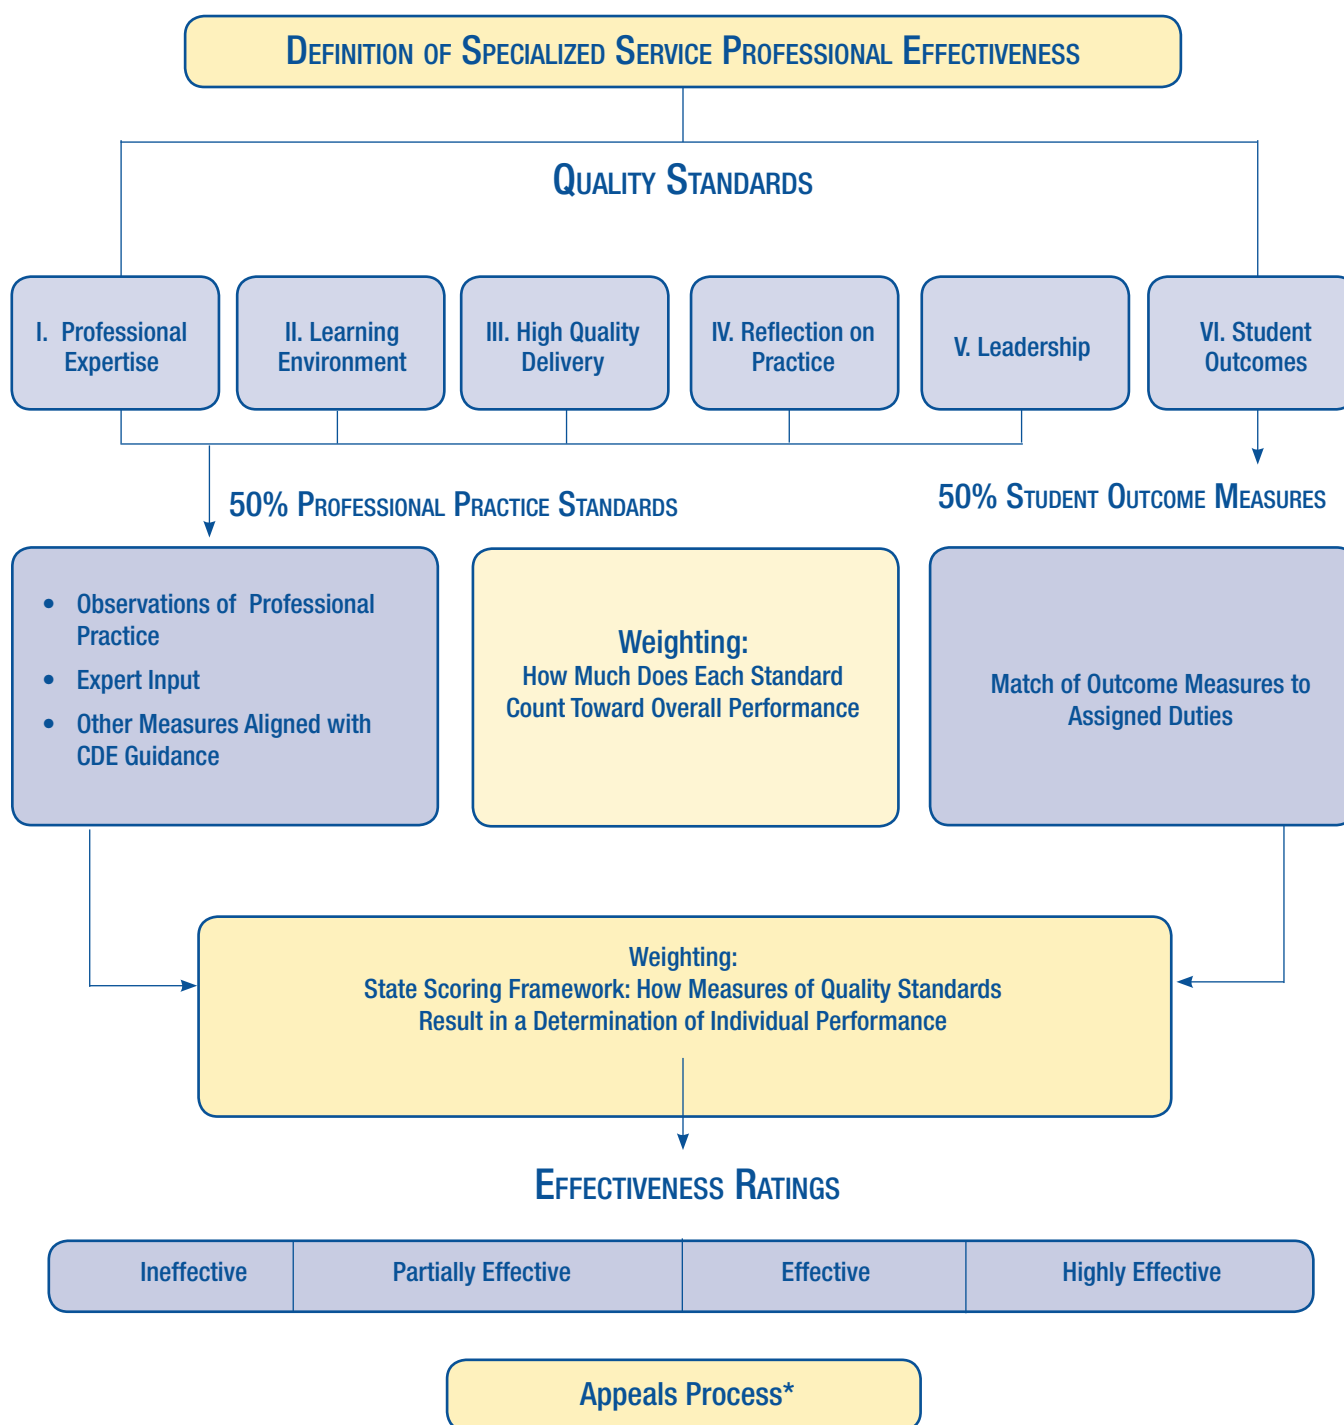 Definition of Specialized Service Professional Effectiveness
Quality Standards
I. Professional
Expertise
II. Learning
Environment
III. High Quality
Delivery
IV. Reflection on
Practice
V. Leadership
VI. Student
Outcomes
50% Professional Practice Standards
50% Student Outcome Measures
• Observations of Professional
Practice
• Expert Input
• Other Measures Aligned with
CDE Guidance
Weighting:
How Much Does Each Standard
Count Toward Overall Performance
Match of Outcome Measures to
Assigned Duties
Weighting:
State Scoring Framework: How Measures of Quality Standards
Result in a Determination of Individual Performance
Effectiveness Ratings
Ineffective
Partially Effective
Effective
Highly Effective
Appeals Process*